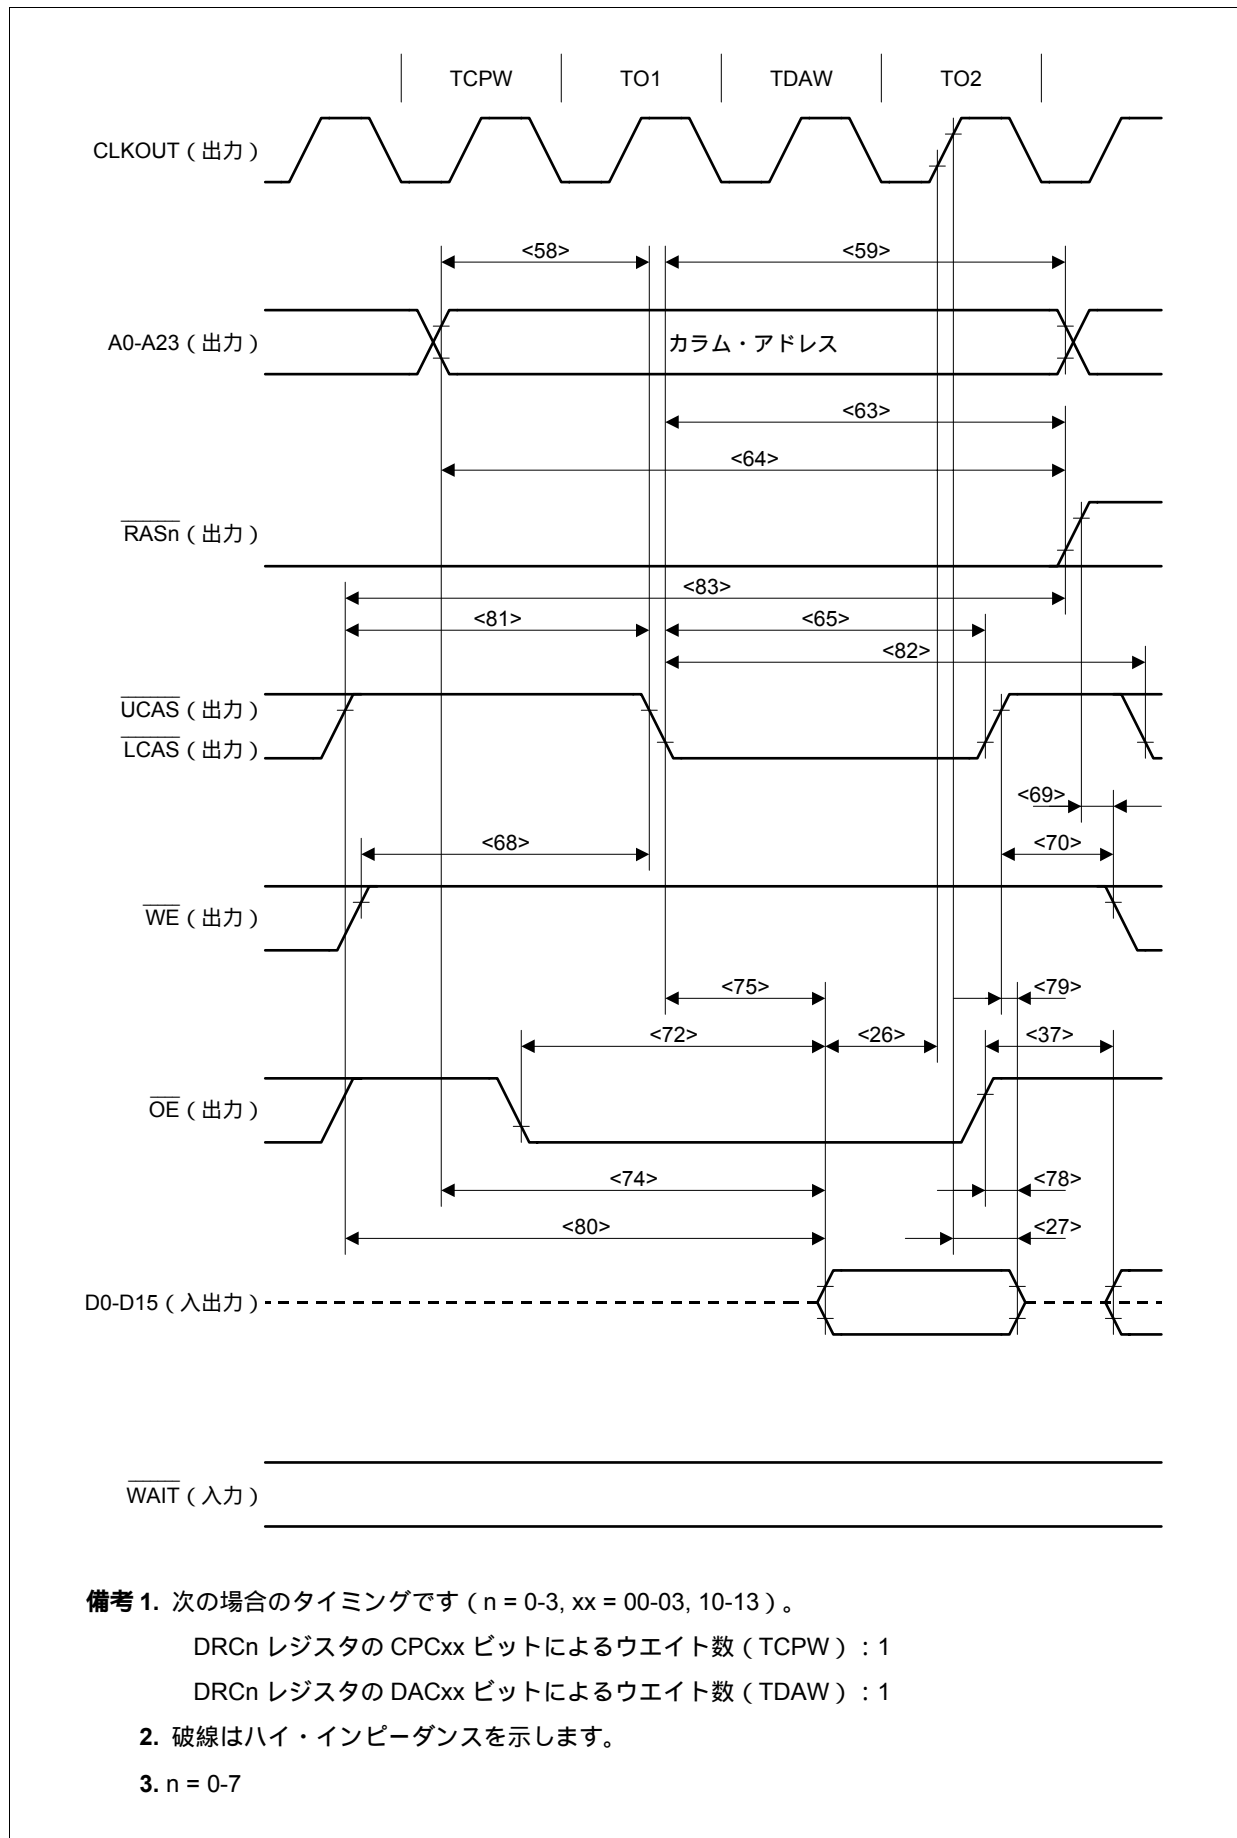 TCPW TO1 TDAW TO2
CLKOUT（出力）
<58> <59>
A0-A23（出力） カラム・アドレス
<63>
<64>
RASn（出力）
<83>
<81> <65>
<82>
UCAS（出力）
LCAS（出力）
<69>
<68> <70>
WE（出力）
<75> <79>
<72> <26> <37>
OE（出力）
<74> <78>
<80> <27>
D0-D15（入出力）
WAIT（入力）
備考 1. 次の場合のタイミングです（n = 0-3, xx = 00-03, 10-13）。
DRCn レジスタの CPCxx ビットによるウエイト数（TCPW）：1
DRCn レジスタの DACxx ビットによるウエイト数（TDAW）：1
2. 破線はハイ・インピーダンスを示します。
3. n = 0-7